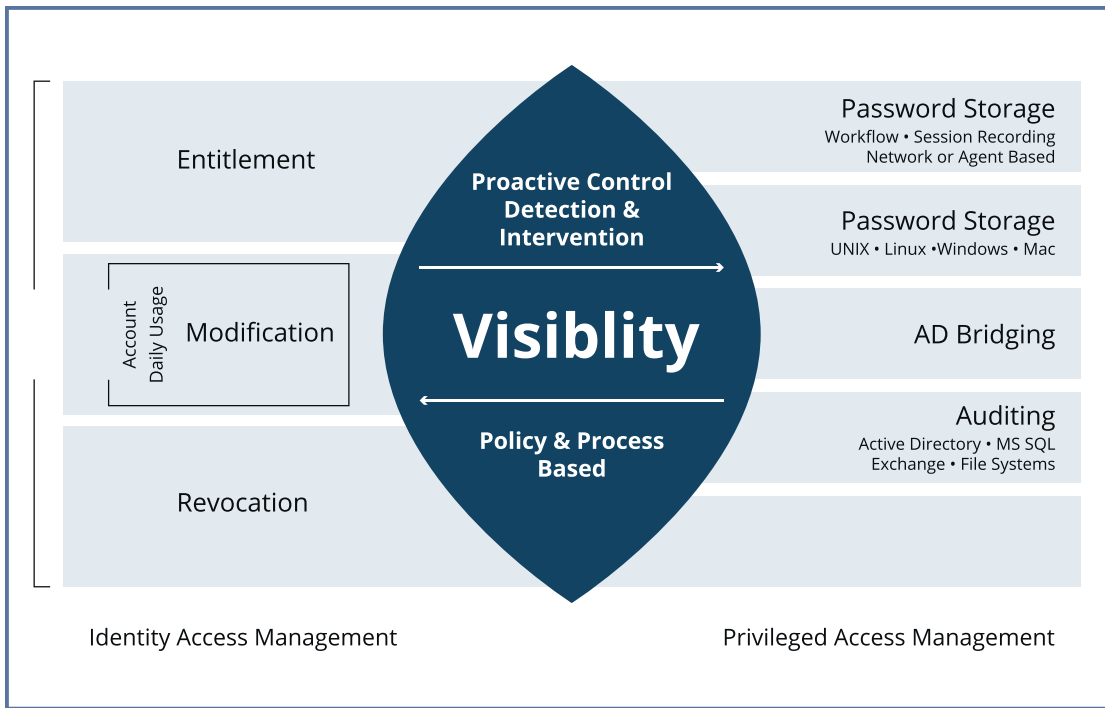 Entitlement
Account
Daily Usage
Modification
Revocation
Identity Access Management
Proactive Control
Detection &
Intervention
Visiblity
Policy & Process
Based
Password Storage
Workflow • Session Recording
Network or Agent Based
Password Storage
UNIX • Linux •Windows • Mac
AD Bridging
Auditing
Active Directory • MS SQL
Exchange • File Systems
Privileged Access Management